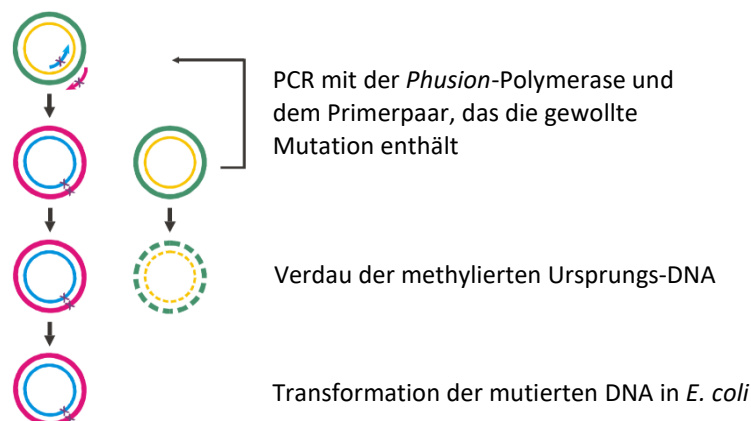 PCR mit der Phusion-Polymerase und
dem Primerpaar, das die gewollte
Mutation enthält
Verdau der methylierten Ursprungs-DNA
Transformation der mutierten DNA in E. coli